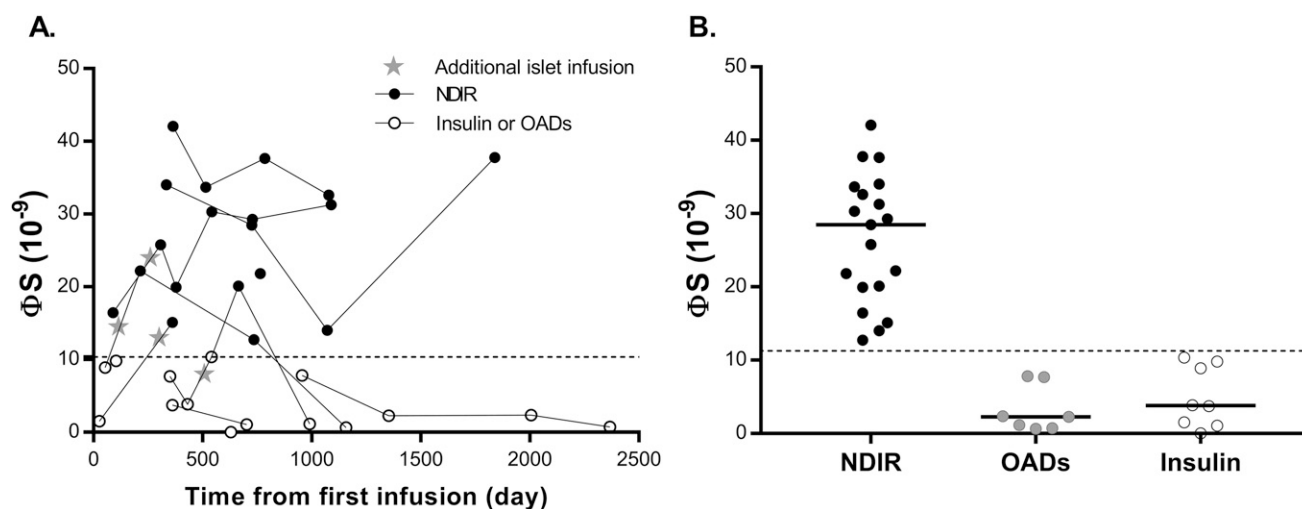 A.
50
40
30
20
10
0
ΦS (10⁻⁹)
Additional islet infusion
NDIR
Insulin or OADs
0 500 1000 1500 2000 2500
Time from first infusion (day)
B.
50
40
30
20
10
0
ΦS (10⁻⁹)
NDIR OADs Insulin